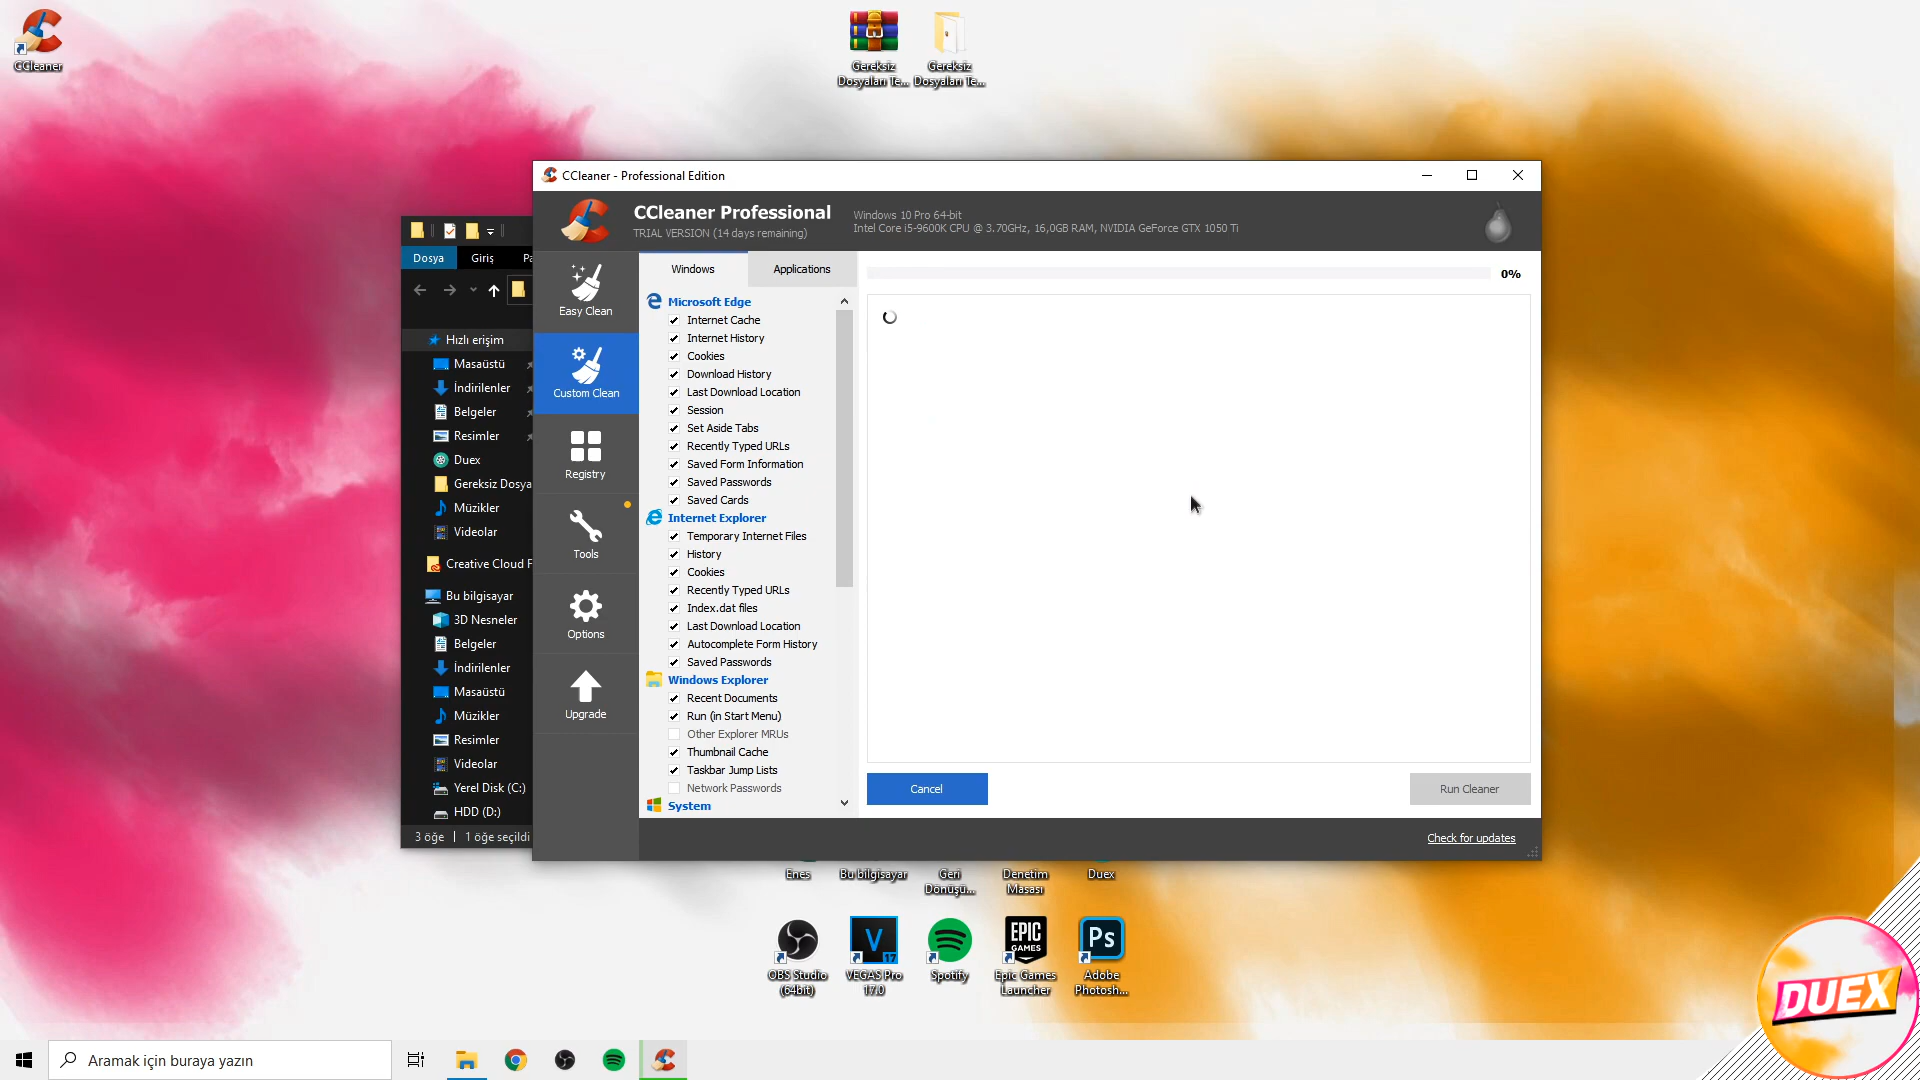 CCleaner
Gereksiz
Dosyaları Te...
Gereksiz
Dosyaları Te...
CCleaner - Professional Edition
CCleaner Professional
TRIAL VERSION (14 days remaining)
Windows 10 Pro 64-bit
Intel Core i5-9600K CPU @ 3.70GHz, 16,0GB RAM, NVIDIA GeForce GTX 1050 Ti
Dosya
Giriş
Pa
Hızlı erişim
Masaüstü
İndirilenler
Belgeler
Resimler
Duex
Gereksiz Dosya
Müzikler
Videolar
Creative Cloud F
Bu bilgisayar
3D Nesneler
Belgeler
İndirilenler
Masaüstü
Müzikler
Resimler
Videolar
Yerel Disk (C:)
HDD (D:)
3 öğe
1 öğe seçildi
Easy Clean
Custom Clean
Registry
Tools
Options
Upgrade
Windows
Applications
Microsoft Edge
Internet Cache
Internet History
Cookies
Download History
Last Download Location
Session
Set Aside Tabs
Recently Typed URLs
Saved Form Information
Saved Passwords
Saved Cards
Internet Explorer
Temporary Internet Files
History
Cookies
Recently Typed URLs
Index.dat files
Last Download Location
Autocomplete Form History
Saved Passwords
Windows Explorer
Recent Documents
Run (in Start Menu)
Other Explorer MRUs
Thumbnail Cache
Taskbar Jump Lists
Network Passwords
System
0%
Cancel
Run Cleaner
Check for updates
Enes
Bu bilgisayar
Geri
Dönüşü...
Denetim
Masası
Duex
OBS Studio
(64bit)
V
17
VEGAS Pro
17.0
Spotify
EPIC
GAMES
Epic Games
Launcher
Ps
Adobe
Photosh...
DUEX
Aramak için buraya yazın